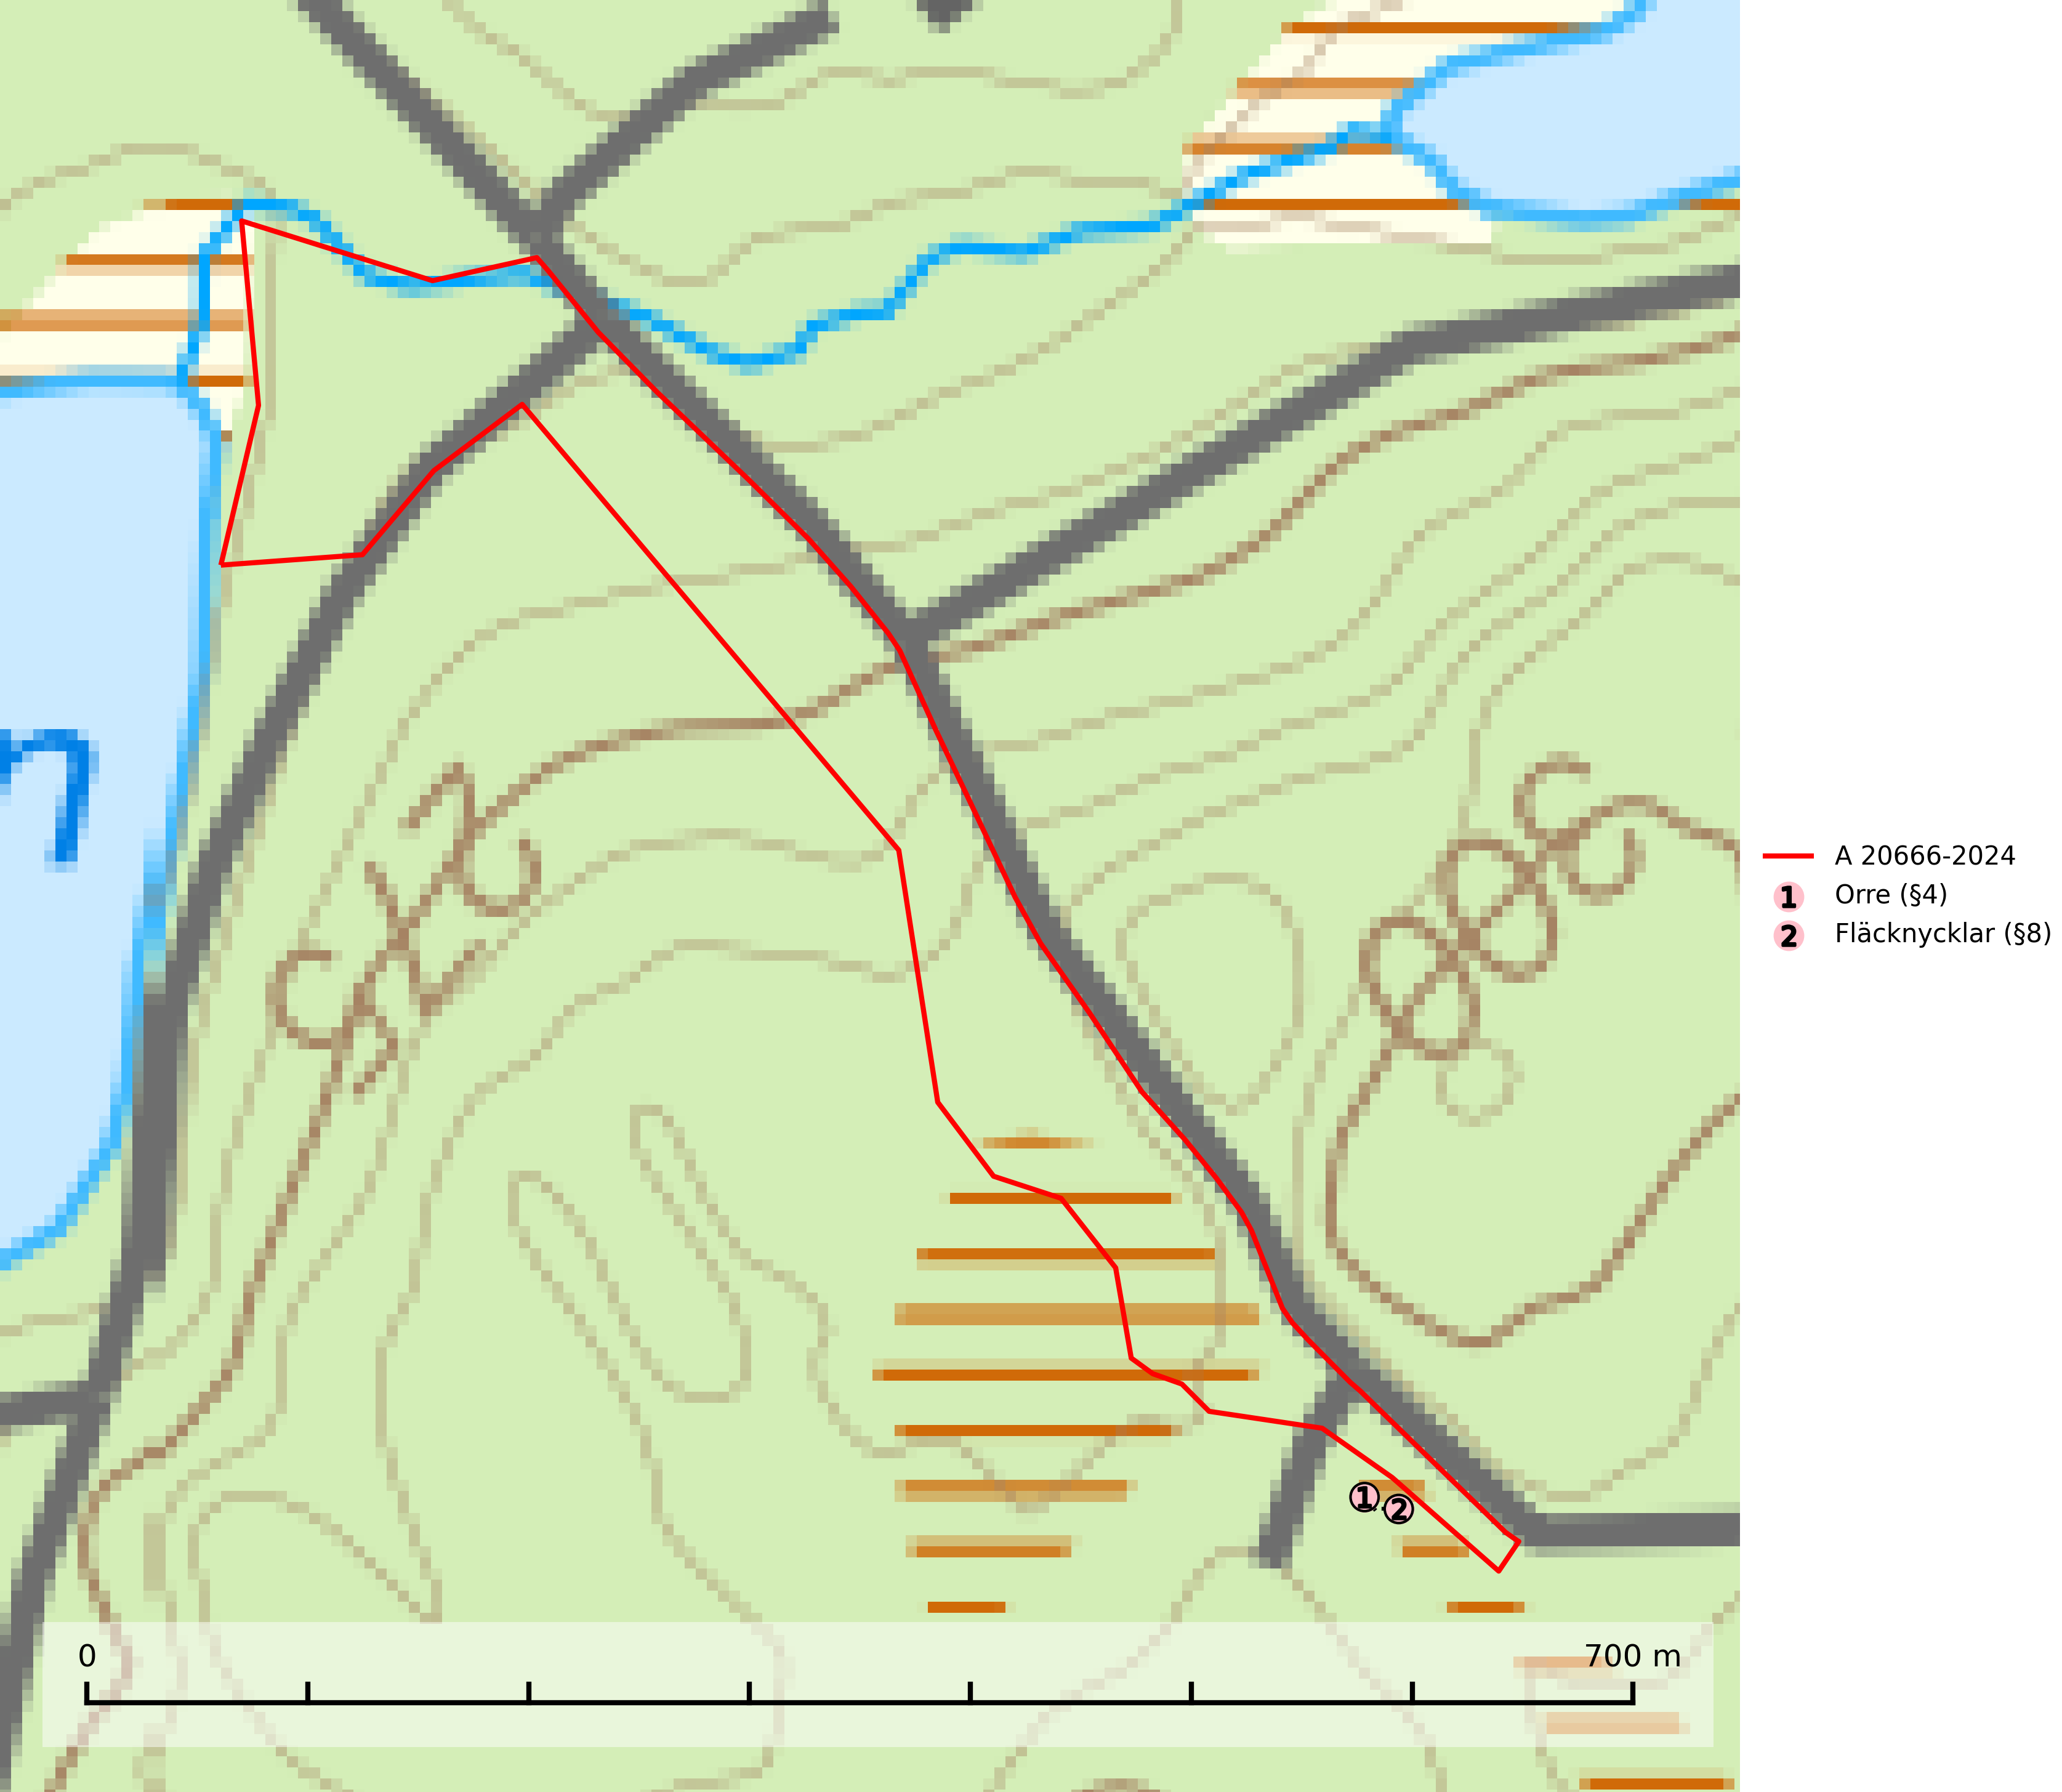 A 20666-2024
1 Orre (§4)
2 Fläcknycklar (§8)
1
2
0 700 m